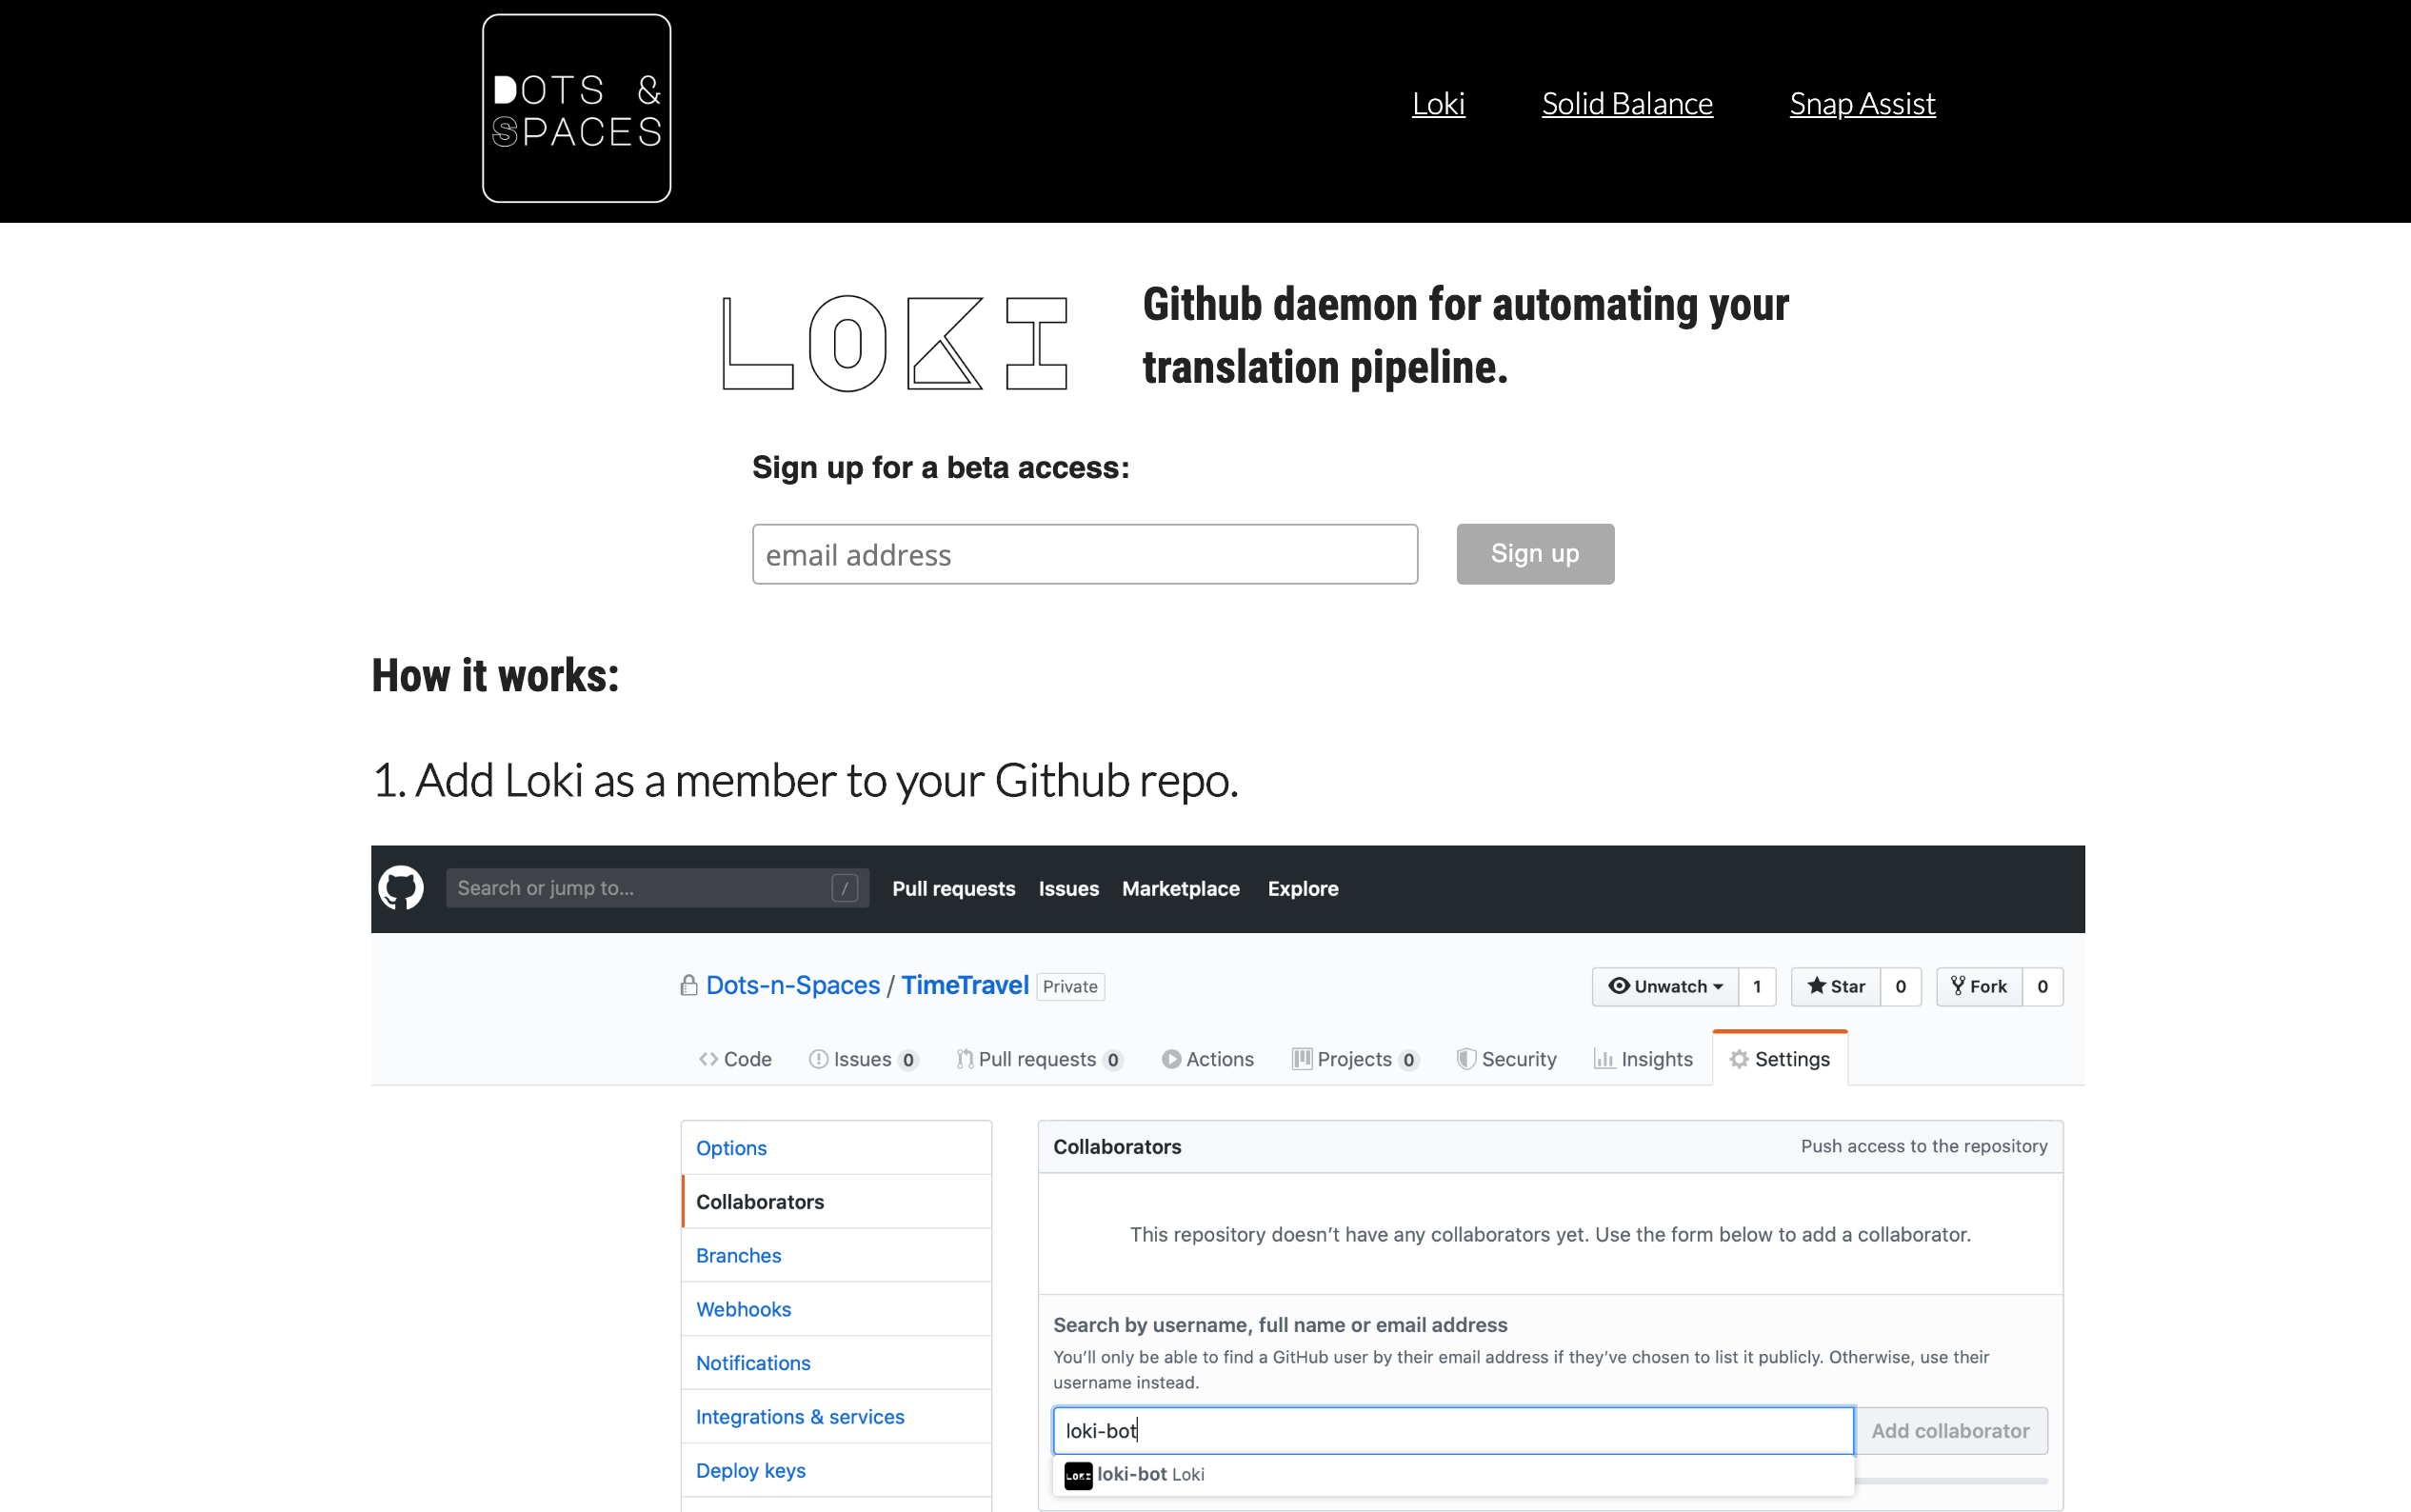 DOTS &
SPACES
Loki Solid Balance Snap Assist
LOKI
Github daemon for automating your
translation pipeline.
Sign up for a beta access:
email address Sign up
How it works:
1. Add Loki as a member to your Github repo.
Search or jump to... / Pull requests Issues Marketplace Explore
Dots-n-Spaces / TimeTravel Private Unwatch 1 Star 0 Fork 0
Code Issues 0 Pull requests 0 Actions Projects 0 Security Insights Settings
Options
Collaborators
Branches
Webhooks
Notifications
Integrations & services
Deploy keys
Collaborators Push access to the repository
This repository doesn't have any collaborators yet. Use the form below to add a collaborator.
Search by username, full name or email address
You'll only be able to find a GitHub user by their email address if they've chosen to list it publicly. Otherwise, use their
username instead.
loki-bot Add collaborator
LOKI loki-bot Loki